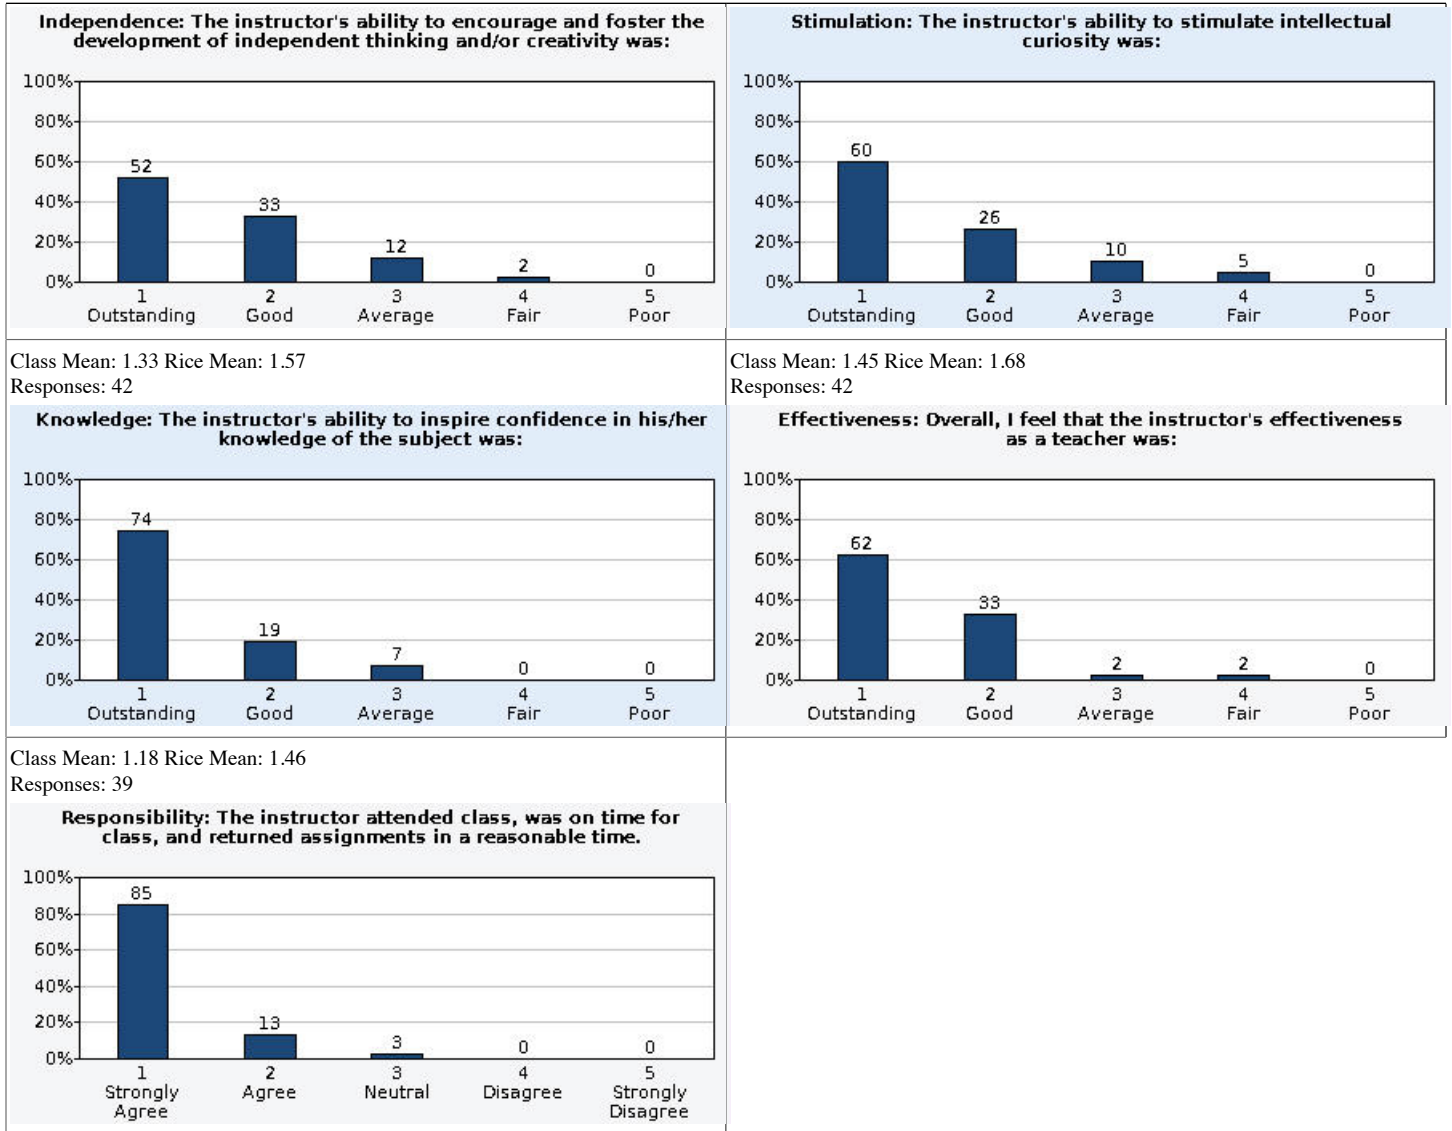 Independence: The instructor's ability to encourage and foster the
development of independent thinking and/or creativity was:
100%
80%
60%
40%
20%
0%
52
33
12
2
0
1
2
3
4
5
Outstanding
Good
Average
Fair
Poor
Stimulation: The instructor's ability to stimulate intellectual
curiosity was:
100%
80%
60%
40%
20%
0%
60
26
10
5
0
1
2
3
4
5
Outstanding
Good
Average
Fair
Poor
Class Mean: 1.33 Rice Mean: 1.57
Responses: 42
Class Mean: 1.45 Rice Mean: 1.68
Responses: 42
Knowledge: The instructor's ability to inspire confidence in his/her
knowledge of the subject was:
100%
80%
60%
40%
20%
0%
74
19
7
0
0
1
2
3
4
5
Outstanding
Good
Average
Fair
Poor
Effectiveness: Overall, I feel that the instructor's effectiveness
as a teacher was:
100%
80%
60%
40%
20%
0%
62
33
2
2
0
1
2
3
4
5
Outstanding
Good
Average
Fair
Poor
Class Mean: 1.18 Rice Mean: 1.46
Responses: 39
Responsibility: The instructor attended class, was on time for
class, and returned assignments in a reasonable time.
100%
80%
60%
40%
20%
0%
85
13
3
0
0
1
2
3
4
5
Strongly
Agree
Agree
Neutral
Disagree
Strongly
Disagree